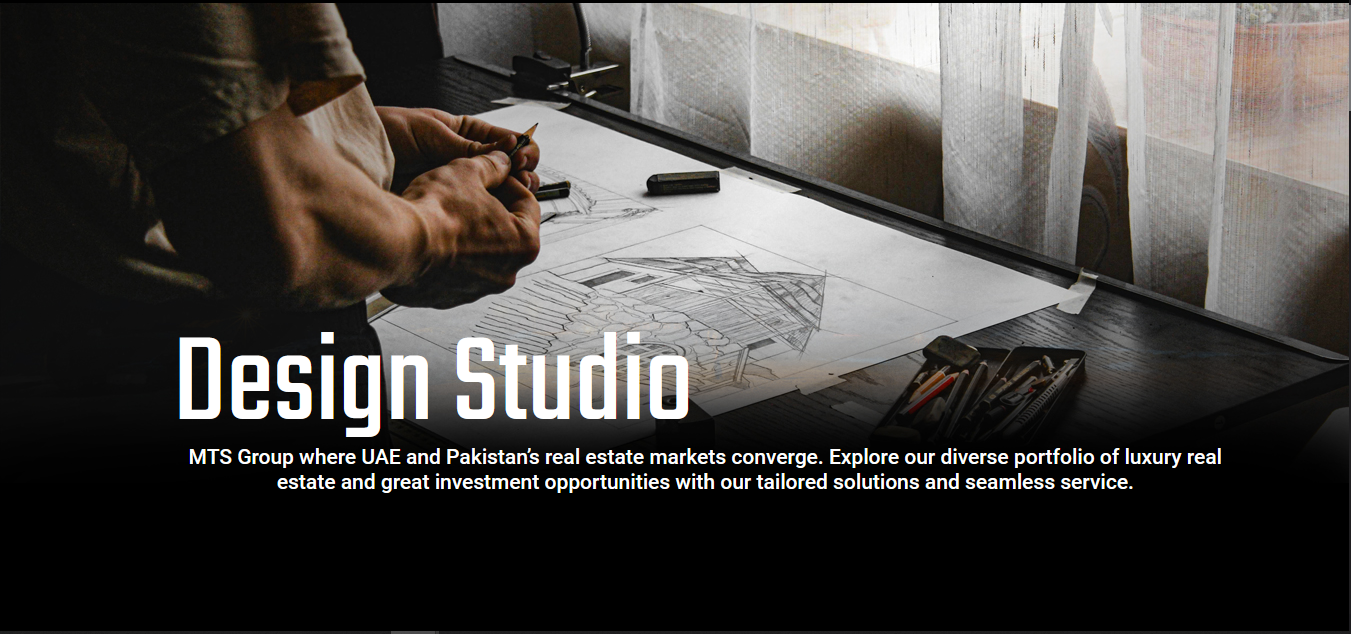 Design Studio
MTS Group where UAE and Pakistan’s real estate markets converge. Explore our diverse portfolio of luxury real
estate and great investment opportunities with our tailored solutions and seamless service.